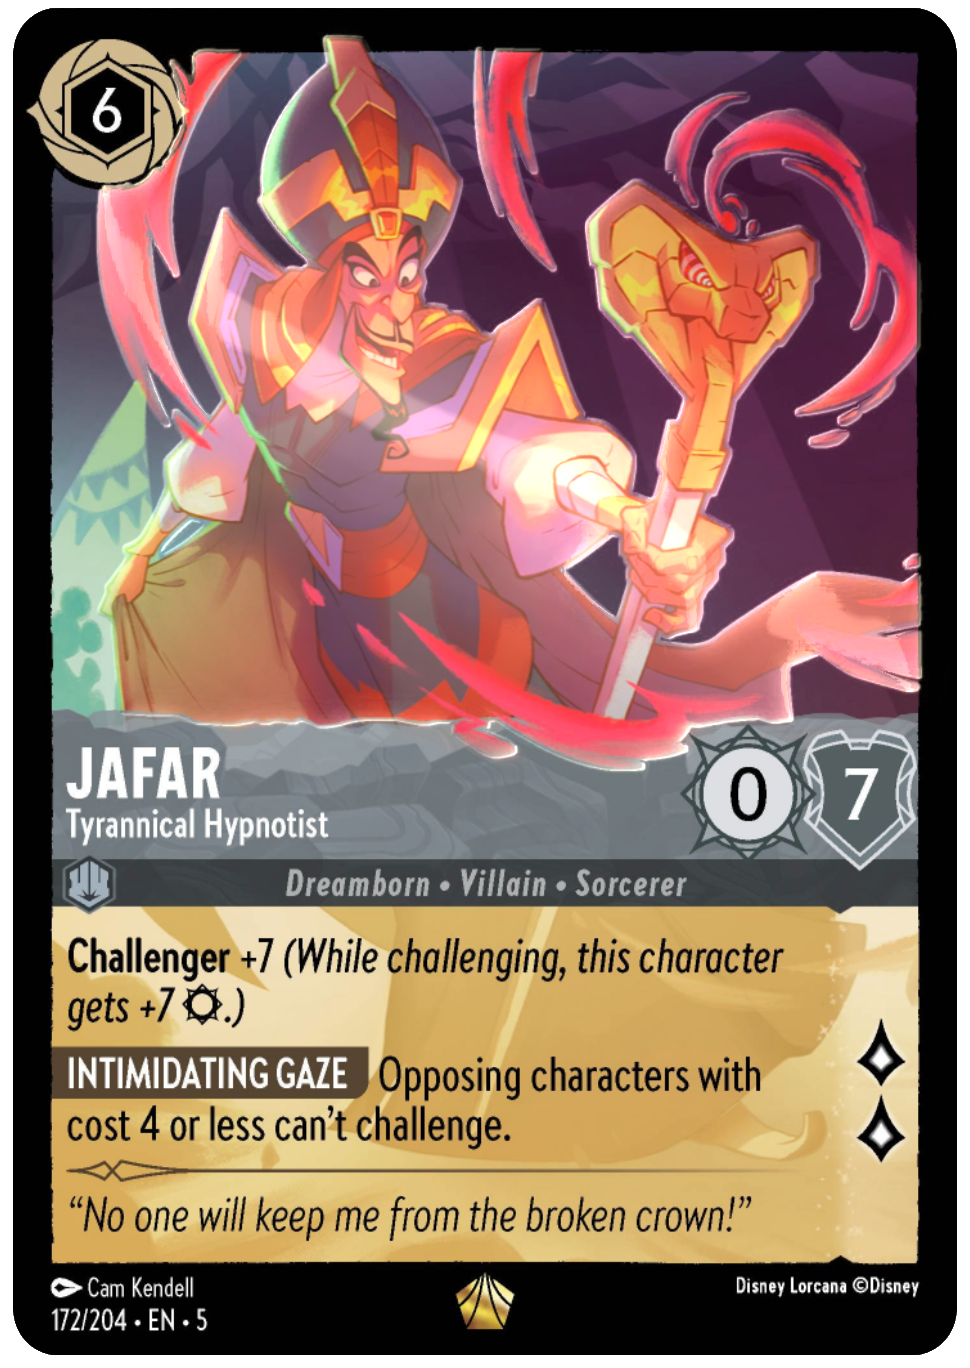 6
JAFAR
Tyrannical Hypnotist
0
7
Dreamborn • Villain • Sorcerer
Challenger +7 (While challenging, this character
gets +7 .)
INTIMIDATING GAZE Opposing characters with
cost 4 or less can't challenge.
“No one will keep me from the broken crown!”
Cam Kendell
172/204 • EN • 5
Disney Lorcana ©Disney